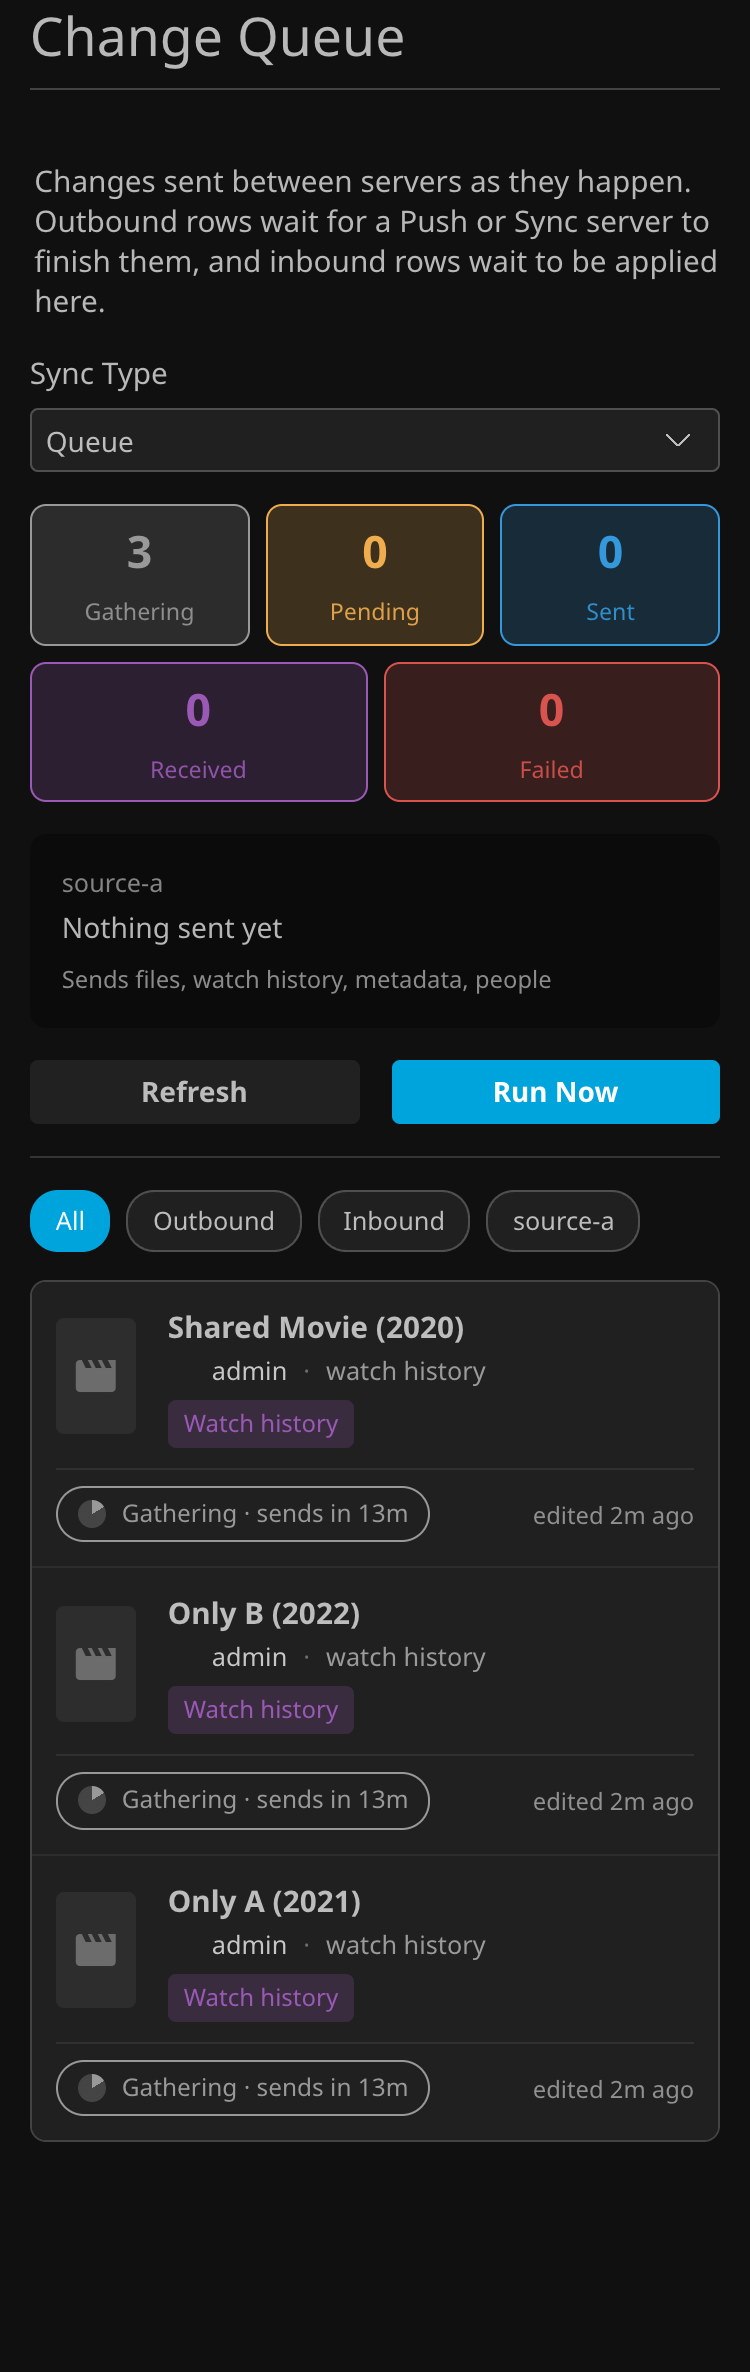 Change Queue
Changes sent between servers as they happen.
Outbound rows wait for a Push or Sync server to
finish them, and inbound rows wait to be applied
here.
Sync Type
Queue
3
Gathering
0
Pending
0
Sent
0
Received
0
Failed
source-a
Nothing sent yet
Sends files, watch history, metadata, people
Refresh
Run Now
All
Outbound
Inbound
source-a
Shared Movie (2020)
admin · watch history
Watch history
Gathering · sends in 13m
edited 2m ago
Only B (2022)
admin · watch history
Watch history
Gathering · sends in 13m
edited 2m ago
Only A (2021)
admin · watch history
Watch history
Gathering · sends in 13m
edited 2m ago